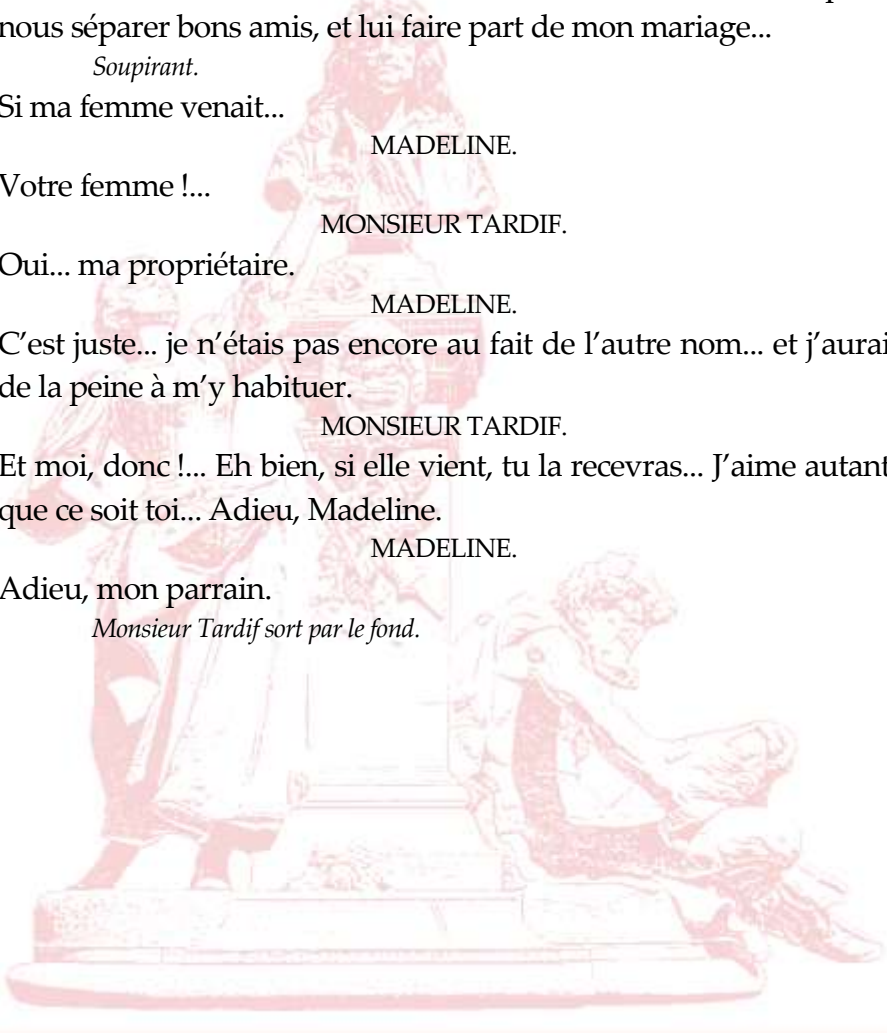 nous séparer bons amis, et lui faire part de mon mariage...
Soupirant.
Si ma femme venait...
MADELINE.
Votre femme !...
MONSIEUR TARDIF.
Oui... ma propriétaire.
MADELINE.
C’est juste... je n’étais pas encore au fait de l’autre nom... et j’aurai
de la peine à m’y habituer.
MONSIEUR TARDIF.
Et moi, donc !... Eh bien, si elle vient, tu la recevras... J’aime autant
que ce soit toi... Adieu, Madeline.
MADELINE.
Adieu, mon parrain.
Monsieur Tardif sort par le fond.